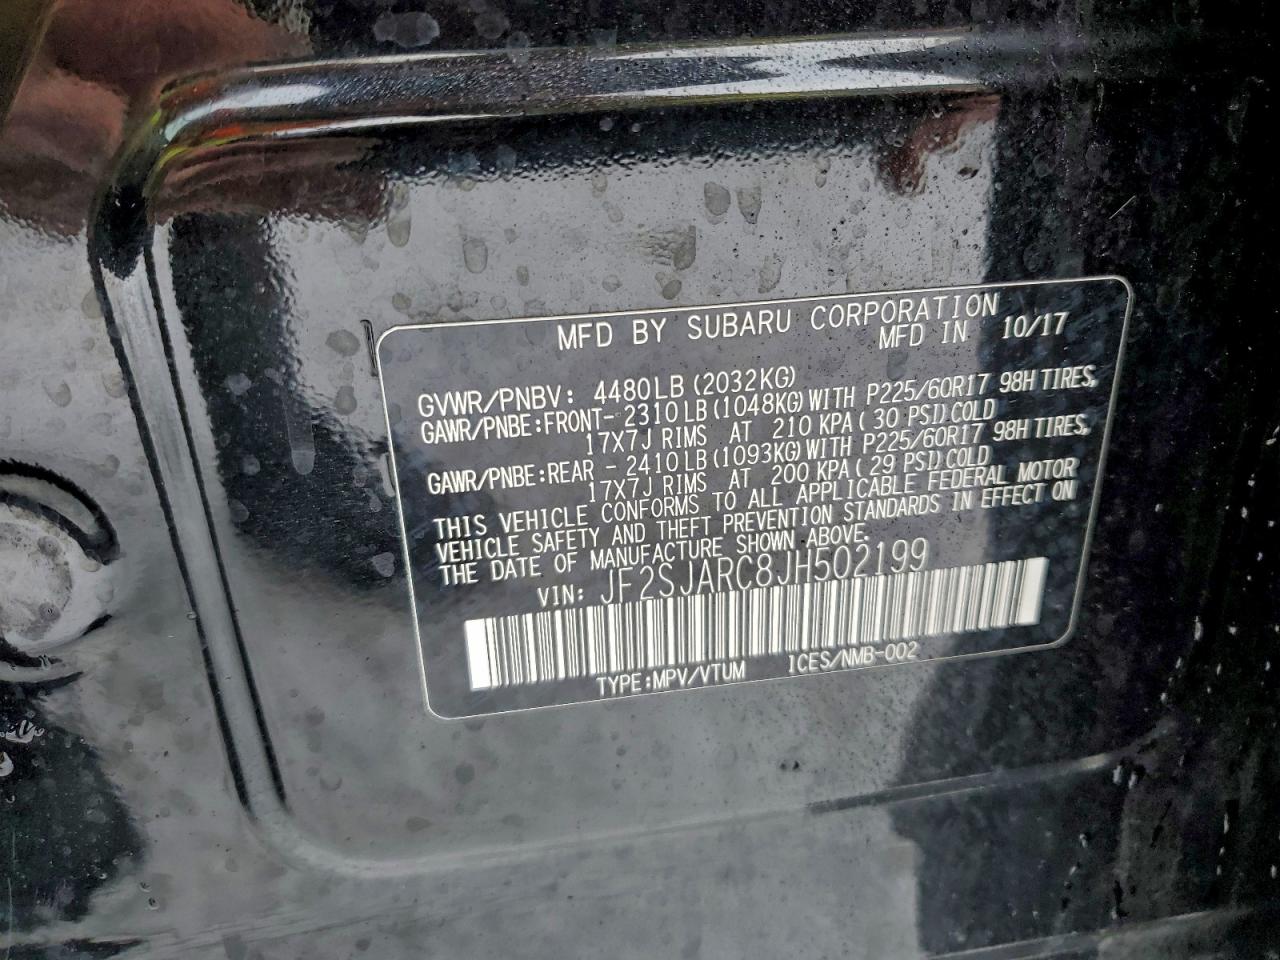 MFD BY SUBARU CORPORATION
MFD IN 10/17
GVWR/PNBV: 4480LB(2032KG)
GAWR/PNBE:FRONT-2310LB(1048KG)WITH P225/60R17 98H TIRES,
17X7J RIMS AT 210 KPA(30 PSI)COLD
GAWR/PNBE:REAR -2410LB(1093KG)WITH P225/60R17 98H TIRES,
17X7J RIMS AT 200 KPA(29 PSI)COLD
THIS VEHICLE CONFORMS TO ALL APPLICABLE FEDERAL MOTOR
VEHICLE SAFETY AND THEFT PREVENTION STANDARDS IN EFFECT ON
THE DATE OF MANUFACTURE SHOWN ABOVE.
VIN: JF2SJARC8JH502199
TYPE:MPV/VTUM ICES/NMB-002